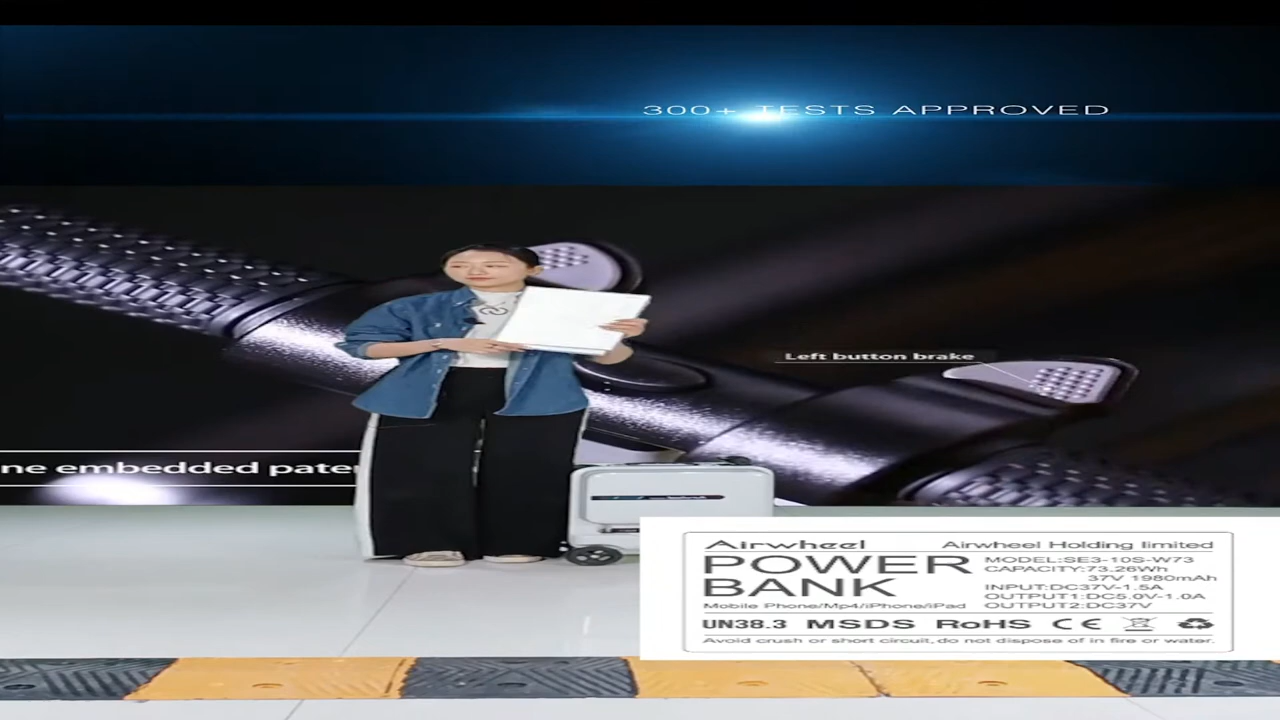 300+ TESTS APPROVED
Left button brake
ne embedded pate
Airwheel
Airwheel Holding limited
POWER
BANK
Mobile Phone/Mp4/iPhone/iPad
MODEL:SE3-10S-W73
CAPACITY:73.26Wh
37V 1980mAh
INPUT:DC37V-1.5A
OUTPUT1:DC5.0V-1.0A
OUTPUT2:DC37V
UN38.3 MSDS RoHS CE
Avoid crush or short circuit, do not dispose of in fire or water.